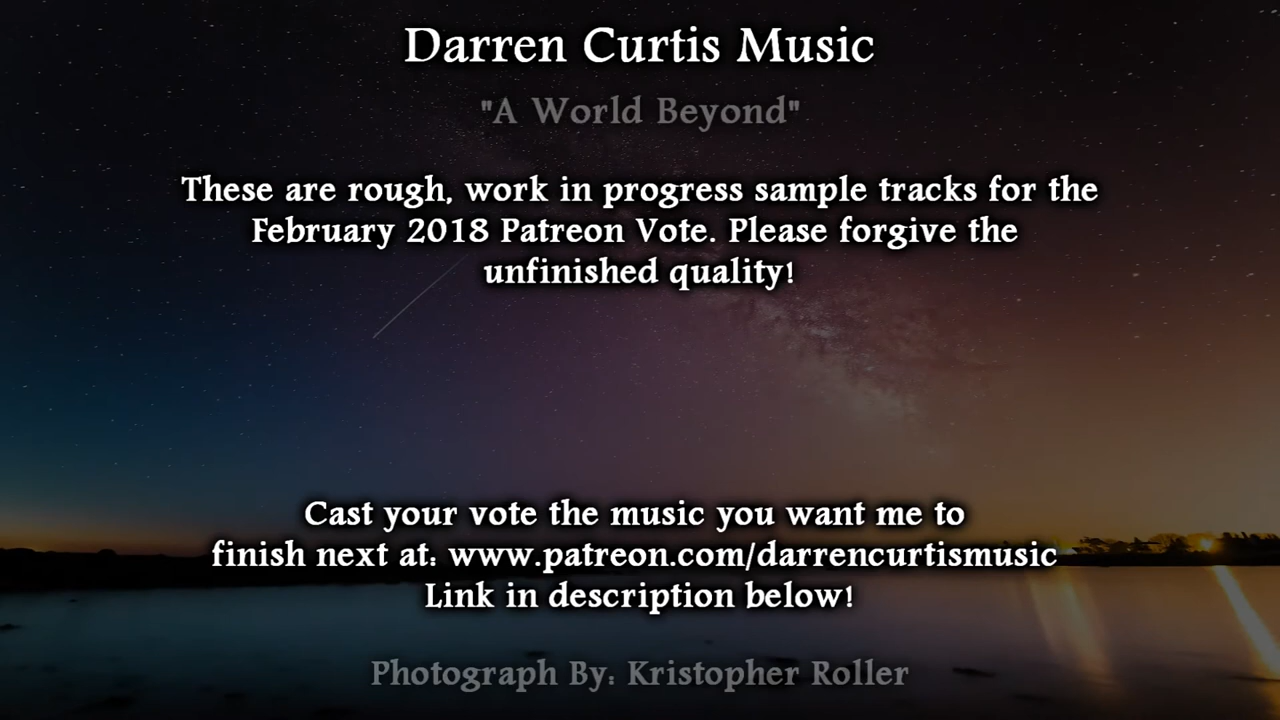 Darren Curtis Music
"A World Beyond"
These are rough, work in progress sample tracks for the
February 2018 Patreon Vote. Please forgive the
unfinished quality!
Cast your vote the music you want me to
finish next at: www.patreon.com/darrencurtismusic
Link in description below!
Photograph By: Kristopher Roller